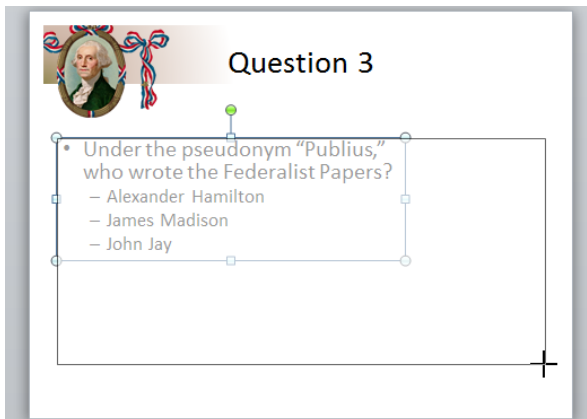 Question 3
• Under the pseudonym “Publius,”
who wrote the Federalist Papers?
– Alexander Hamilton
– James Madison
– John Jay